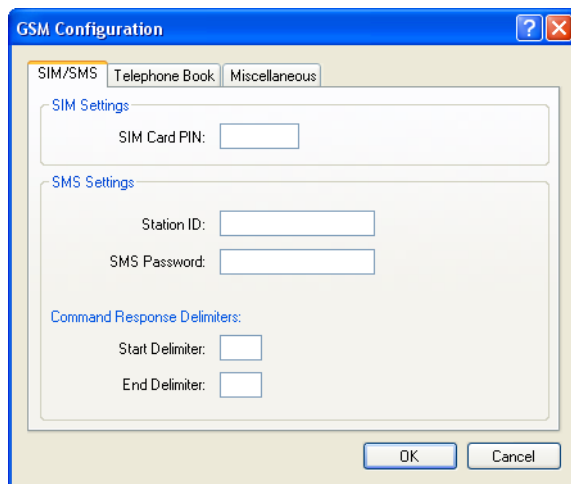 GSM Configuration
?
SIM/SMS Telephone Book Miscellaneous
SIM Settings
SIM Card PIN:
SMS Settings
Station ID:
SMS Password:
Command Response Delimiters:
Start Delimiter:
End Delimiter:
OK Cancel